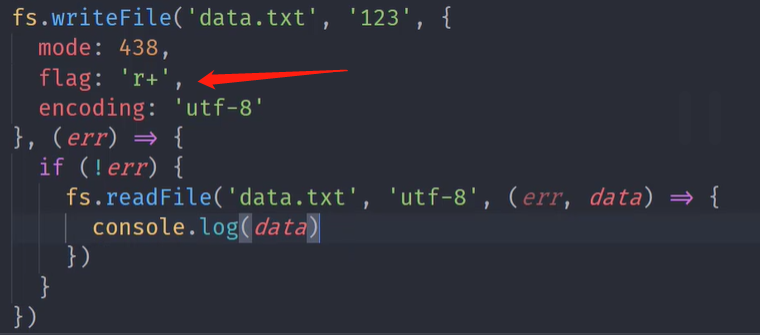 fs.writeFile('data.txt', '123', {
  mode: 438,
  flag: 'r+',
  encoding: 'utf-8'
}, (err) => {
  if (!err) {
    fs.readFile('data.txt', 'utf-8', (err, data) => {
      console.log(data)
    })
  }
})